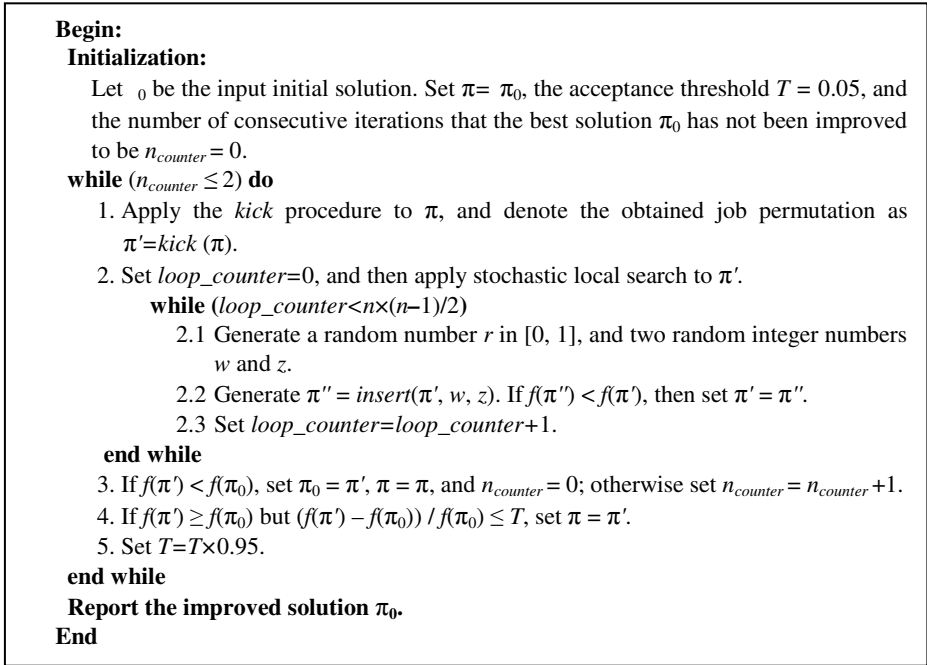 Begin:
Initialization:
Let ₀ be the input initial solution. Set π= π₀, the acceptance threshold T = 0.05, and
the number of consecutive iterations that the best solution π₀ has not been improved
to be n_counter = 0.
while (n_counter ≤ 2) do
1. Apply the kick procedure to π, and denote the obtained job permutation as
π'=kick (π).
2. Set loop_counter=0, and then apply stochastic local search to π'.
while (loop_counter<n×(n–1)/2)
2.1 Generate a random number r in [0, 1], and two random integer numbers
w and z.
2.2 Generate π'' = insert(π', w, z). If f(π'') < f(π'), then set π' = π''.
2.3 Set loop_counter=loop_counter+1.
end while
3. If f(π') < f(π₀), set π₀ = π', π = π, and n_counter = 0; otherwise set n_counter = n_counter +1.
4. If f(π') ≥ f(π₀) but (f(π') – f(π₀)) / f(π₀) ≤ T, set π = π'.
5. Set T=T×0.95.
end while
Report the improved solution π₀.
End